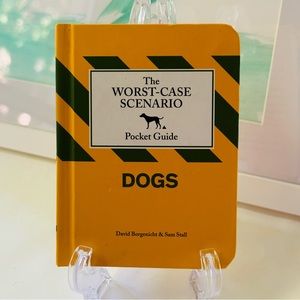 The
WORST-CASE
SCENARIO
Pocket Guide
DOGS
David Borgenicht & Sam Stall